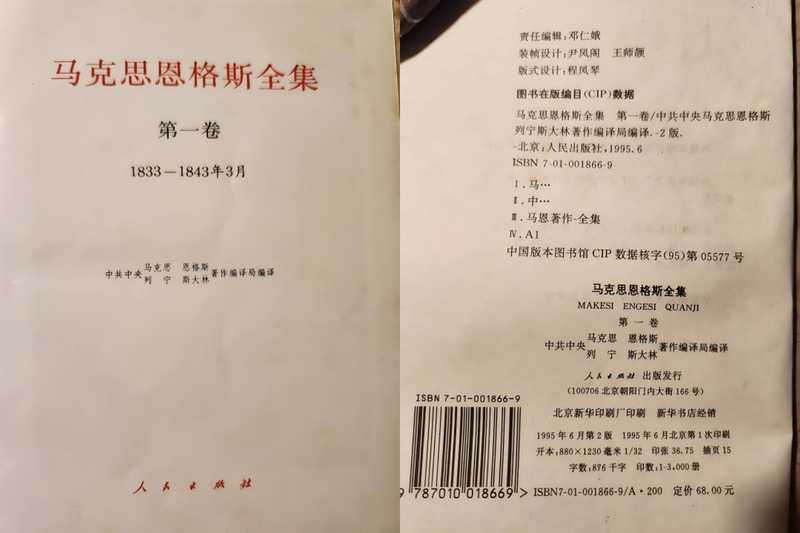 马克思恩格斯全集
第一卷
1833—1843年3月
中共中央 马克思 恩格斯 著作编译局编译
列宁 斯大林
人民出版社
责任编辑:邓仁娥
装帧设计:尹凤阁 王师颉
版式设计:程凤琴
图书在版编目(CIP)数据
马克思恩格斯全集 第一卷/中共中央马克思恩格斯
列宁斯大林著作编译局编译.-2版.
-北京:人民出版社,1995.6
ISBN 7-01-001866-9
Ⅰ.马…
Ⅱ.中…
Ⅲ.马恩著作-全集
Ⅳ.A1
中国版本图书馆CIP数据核字(95)第05577号
马克思恩格斯全集
MAKESI ENGESI QUANJI
第一卷
中共中央 马克思 恩格斯 著作编译局编译
列宁 斯大林
人民出版社 出版发行
(100706 北京朝阳门内大街166号)
北京新华印刷厂印刷 新华书店经销
1995年6月第2版 1995年6月北京第1次印刷
开本:880×1230毫米1/32 印张36.75 插页15
字数:876千字 印数:1-3,000册
ISBN 7-01-001866-9
9 787010 018669>
ISBN7-01-001866-9/A·200 定价68.00元